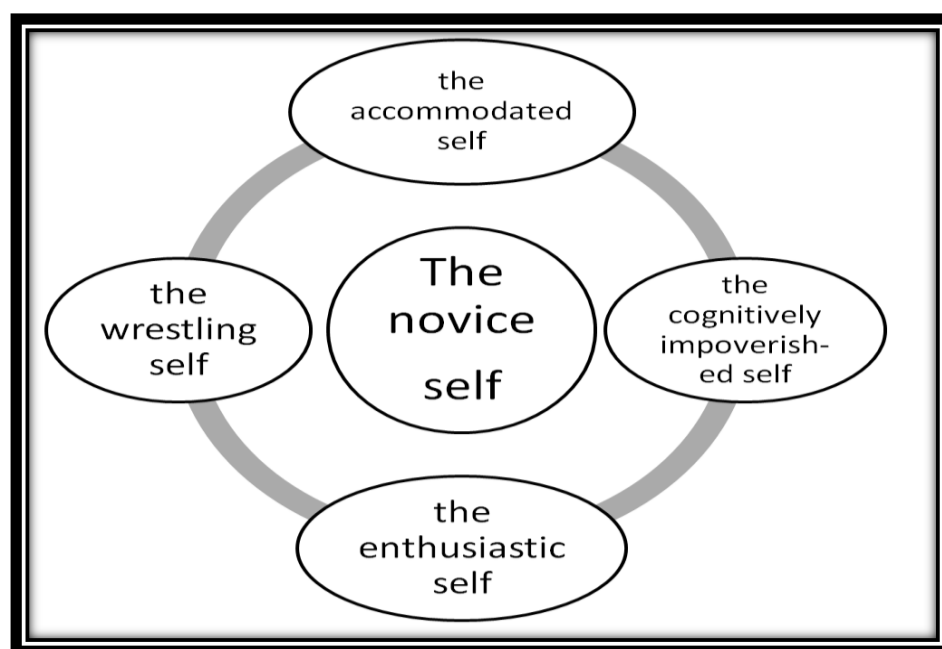 the
accommodated
self
the
wrestling
self
The
novice
self
the
cognitively
impoverish-
ed self
the
enthusiastic
self